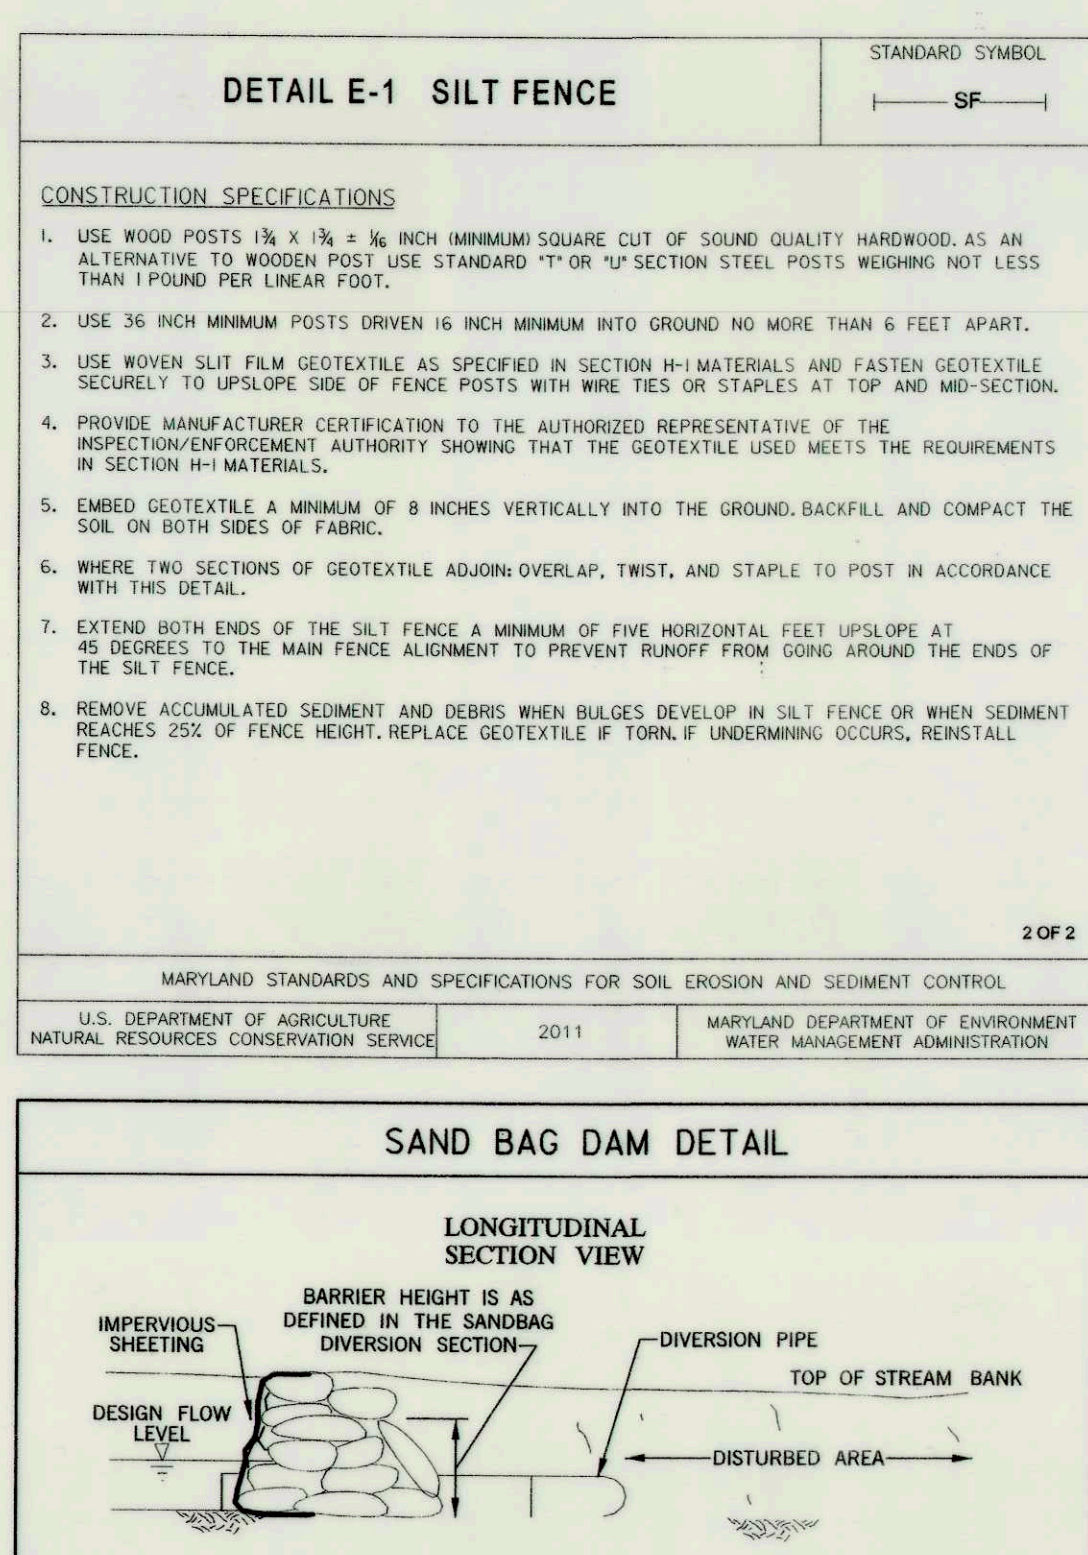 DETAIL E-1 SILT FENCE
STANDARD SYMBOL
SF
CONSTRUCTION SPECIFICATIONS
1. USE WOOD POSTS 1¾ X 1¾ ± 1/16 INCH (MINIMUM) SQUARE CUT OF SOUND QUALITY HARDWOOD. AS AN
ALTERNATIVE TO WOODEN POST USE STANDARD "T" OR "U" SECTION STEEL POSTS WEIGHING NOT LESS
THAN 1 POUND PER LINEAR FOOT.
2. USE 36 INCH MINIMUM POSTS DRIVEN 16 INCH MINIMUM INTO GROUND NO MORE THAN 6 FEET APART.
3. USE WOVEN SLIT FILM GEOTEXTILE AS SPECIFIED IN SECTION H-1 MATERIALS AND FASTEN GEOTEXTILE
SECURELY TO UPSLOPE SIDE OF FENCE POSTS WITH WIRE TIES OR STAPLES AT TOP AND MID-SECTION.
4. PROVIDE MANUFACTURER CERTIFICATION TO THE AUTHORIZED REPRESENTATIVE OF THE
INSPECTION/ENFORCEMENT AUTHORITY SHOWING THAT THE GEOTEXTILE USED MEETS THE REQUIREMENTS
IN SECTION H-1 MATERIALS.
5. EMBED GEOTEXTILE A MINIMUM OF 8 INCHES VERTICALLY INTO THE GROUND. BACKFILL AND COMPACT THE
SOIL ON BOTH SIDES OF FABRIC.
6. WHERE TWO SECTIONS OF GEOTEXTILE ADJOIN: OVERLAP, TWIST, AND STAPLE TO POST IN ACCORDANCE
WITH THIS DETAIL.
7. EXTEND BOTH ENDS OF THE SILT FENCE A MINIMUM OF FIVE HORIZONTAL FEET UPSLOPE AT
45 DEGREES TO THE MAIN FENCE ALIGNMENT TO PREVENT RUNOFF FROM GOING AROUND THE ENDS OF
THE SILT FENCE.
8. REMOVE ACCUMULATED SEDIMENT AND DEBRIS WHEN BULGES DEVELOP IN SILT FENCE OR WHEN SEDIMENT
REACHES 25% OF FENCE HEIGHT. REPLACE GEOTEXTILE IF TORN. IF UNDERMINING OCCURS, REINSTALL
FENCE.
2 OF 2
MARYLAND STANDARDS AND SPECIFICATIONS FOR SOIL EROSION AND SEDIMENT CONTROL
U.S. DEPARTMENT OF AGRICULTURE
NATURAL RESOURCES CONSERVATION SERVICE
2011
MARYLAND DEPARTMENT OF ENVIRONMENT
WATER MANAGEMENT ADMINISTRATION
SAND BAG DAM DETAIL
LONGITUDINAL
SECTION VIEW
BARRIER HEIGHT IS AS
DEFINED IN THE SANDBAG
DIVERSION SECTION
IMPERVIOUS
SHEETING
DIVERSION PIPE
TOP OF STREAM BANK
DESIGN FLOW
LEVEL
DISTURBED AREA